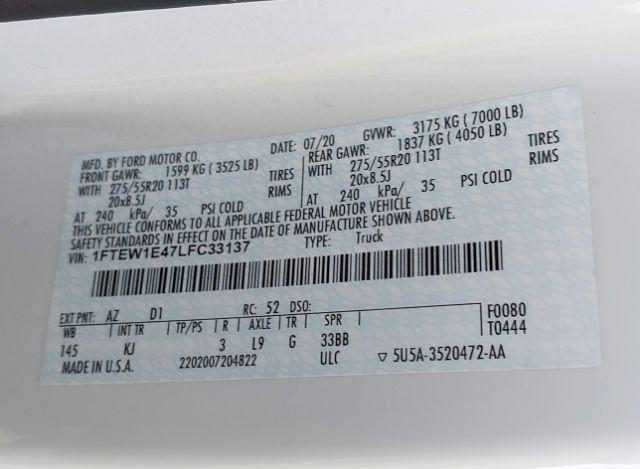 MFD. BY FORD MOTOR CO. DATE: 07/20 GVWR: 3175 KG ( 7000 LB)
FRONT GAWR: 1599 KG ( 3525 LB) REAR GAWR: 1837 KG ( 4050 LB)
WITH 275/55R20 113T TIRES WITH 275/55R20 113T TIRES
20x8.5J RIMS 20x8.5J RIMS
AT 240 kPa/ 35 PSI COLD AT 240 kPa/ 35 PSI COLD
THIS VEHICLE CONFORMS TO ALL APPLICABLE FEDERAL MOTOR VEHICLE
SAFETY STANDARDS IN EFFECT ON THE DATE OF MANUFACTURE SHOWN ABOVE.
VIN: 1FTEW1E47LFC33137 TYPE: Truck
EXT PNT: AZ D1 RC: 52 DSO: F0080
WB INT TR TP/PS R AXLE TR SPR T0444
145 KJ 3 L9 G 33BB
MADE IN U.S.A. 2202007204822 ULC ▽ 5U5A-3520472-AA